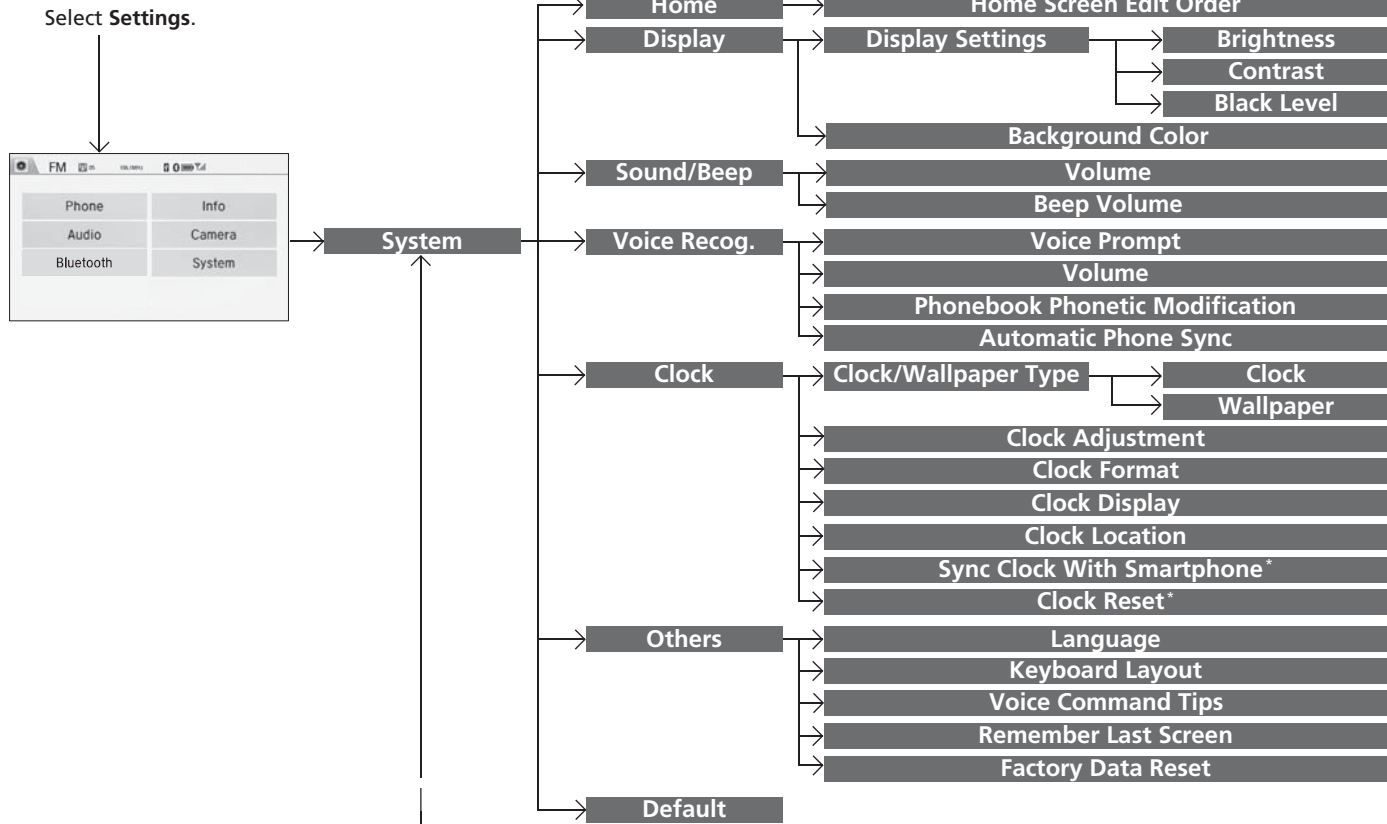 Select Settings.
FM
Phone
Info
Audio
Camera
Bluetooth
System
System
Home
Home Screen Edit Order
Display
Display Settings
Brightness
Contrast
Black Level
Background Color
Sound/Beep
Volume
Beep Volume
Voice Recog.
Voice Prompt
Volume
Phonebook Phonetic Modification
Automatic Phone Sync
Clock
Clock/Wallpaper Type
Clock
Wallpaper
Clock Adjustment
Clock Format
Clock Display
Clock Location
Sync Clock With Smartphone*
Clock Reset*
Others
Language
Keyboard Layout
Voice Command Tips
Remember Last Screen
Factory Data Reset
Default